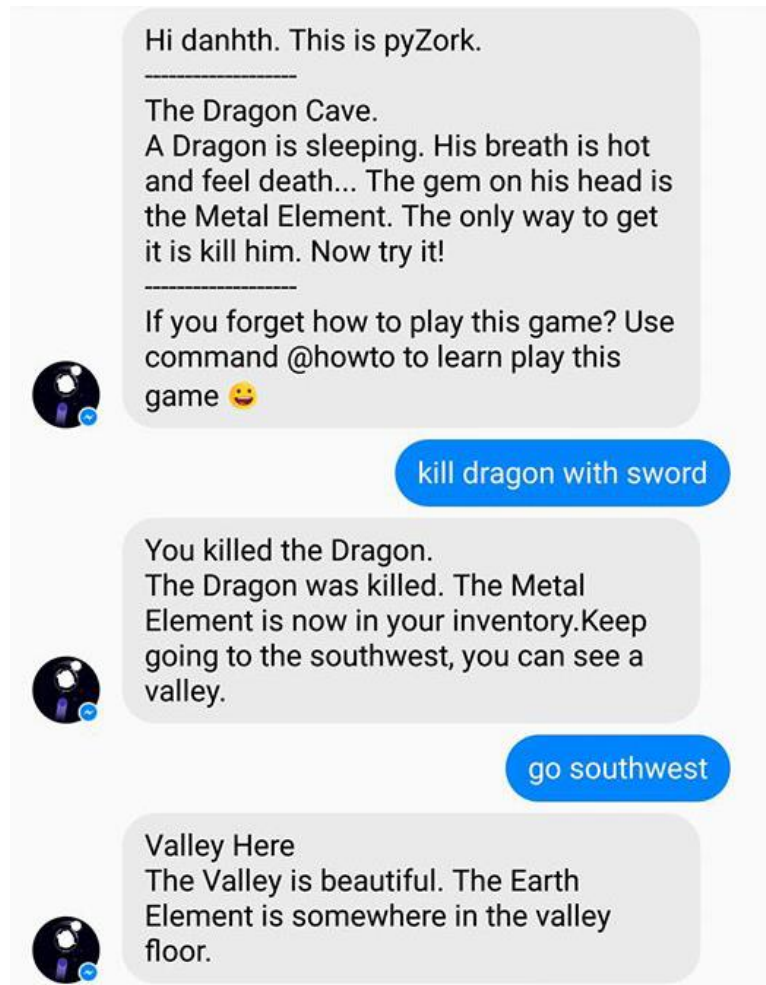 Hi danhth. This is pyZork.
-------------------
The Dragon Cave.
A Dragon is sleeping. His breath is hot
and feel death... The gem on his head is
the Metal Element. The only way to get
it is kill him. Now try it!
-------------------
If you forget how to play this game? Use
command @howto to learn play this
game 😀
kill dragon with sword
You killed the Dragon.
The Dragon was killed. The Metal
Element is now in your inventory.Keep
going to the southwest, you can see a
valley.
go southwest
Valley Here
The Valley is beautiful. The Earth
Element is somewhere in the valley
floor.